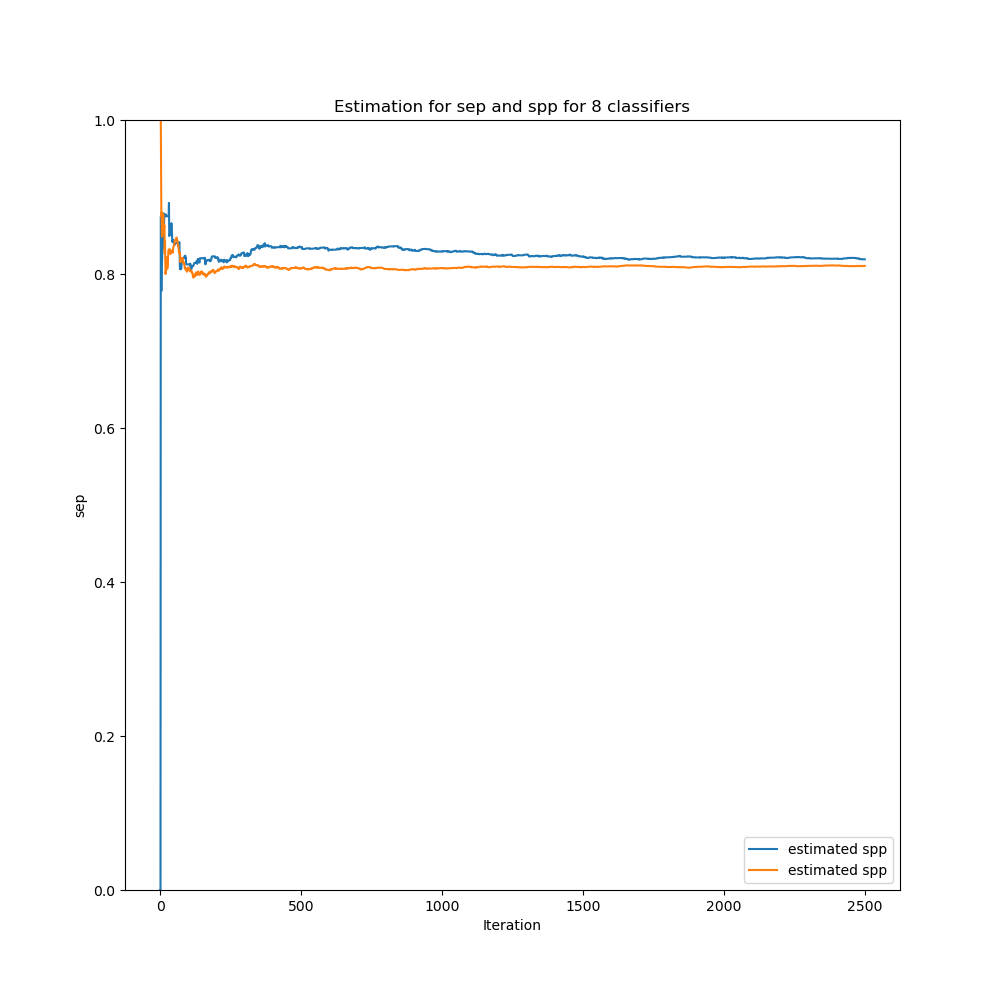 Estimation for sep and spp for 8 classifiers
1.0
0.8
0.6
0.4
0.2
0.0
sep
estimated spp
estimated spp
0 500 1000 1500 2000 2500
Iteration